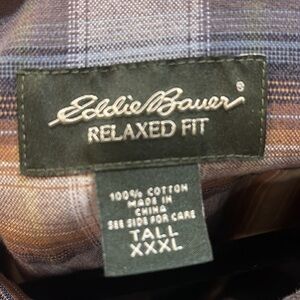 Eddie Bauer®
RELAXED FIT
100% COTTON
MADE IN
CHINA
SEE SIDE FOR CARE
TALL
XXXL